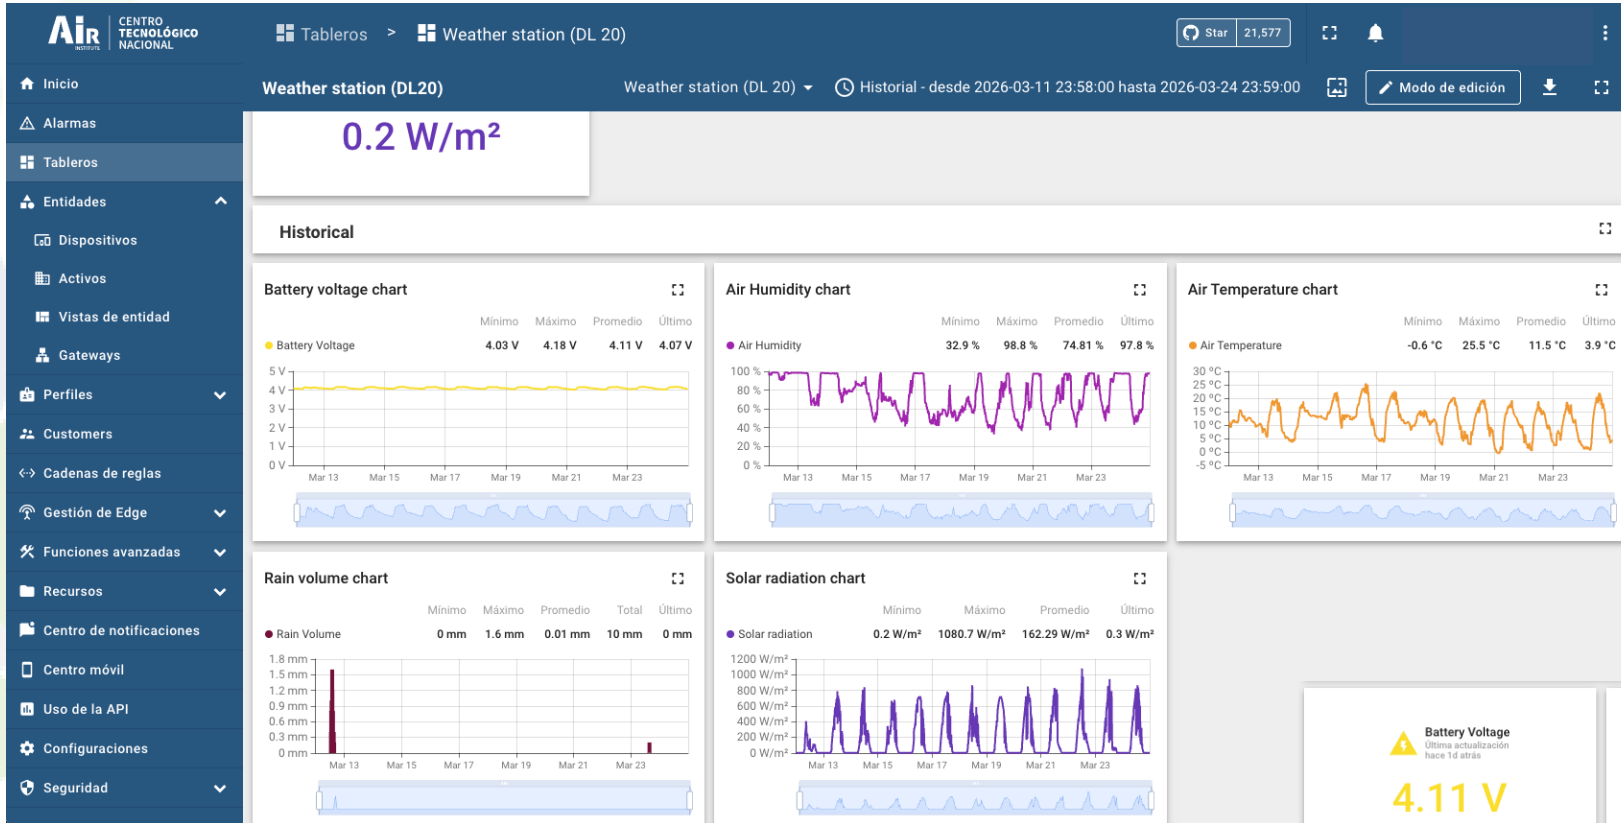 AIR INSTITUTE CENTRO TECNOLÓGICO NACIONAL
Tableros > Weather station (DL 20)
Star 21,577
Inicio
Alarmas
Tableros
Entidades
Dispositivos
Activos
Vistas de entidad
Gateways
Perfiles
Customers
Cadenas de reglas
Gestión de Edge
Funciones avanzadas
Recursos
Centro de notificaciones
Centro móvil
Uso de la API
Configuraciones
Seguridad
Weather station (DL20)
Weather station (DL 20)
Historial - desde 2026-03-11 23:58:00 hasta 2026-03-24 23:59:00
Modo de edición
0.2 W/m²
Historical
Battery voltage chart
Mínimo Máximo Promedio Último
Battery Voltage 4.03 V 4.18 V 4.11 V 4.07 V
5 V
4 V
3 V
2 V
1 V
0 V
Mar 13 Mar 15 Mar 17 Mar 19 Mar 21 Mar 23
Air Humidity chart
Mínimo Máximo Promedio Último
Air Humidity 32.9 % 98.8 % 74.81 % 97.8 %
100 %
80 %
60 %
40 %
20 %
0 %
Mar 13 Mar 15 Mar 17 Mar 19 Mar 21 Mar 23
Air Temperature chart
Mínimo Máximo Promedio Último
Air Temperature -0.6 °C 25.5 °C 11.5 °C 3.9 °C
30 °C
25 °C
20 °C
15 °C
10 °C
5 °C
0 °C
-5 °C
Mar 13 Mar 15 Mar 17 Mar 19 Mar 21 Mar 23
Rain volume chart
Mínimo Máximo Promedio Total Último
Rain Volume 0 mm 1.6 mm 0.01 mm 10 mm 0 mm
1.8 mm
1.5 mm
1.2 mm
0.9 mm
0.6 mm
0.3 mm
0 mm
Mar 13 Mar 15 Mar 17 Mar 19 Mar 21 Mar 23
Solar radiation chart
Mínimo Máximo Promedio Último
Solar radiation 0.2 W/m² 1080.7 W/m² 162.29 W/m² 0.3 W/m²
1200 W/m²
1000 W/m²
800 W/m²
600 W/m²
400 W/m²
200 W/m²
0 W/m²
Mar 13 Mar 15 Mar 17 Mar 19 Mar 21 Mar 23
Battery Voltage
Última actualización
hace 1d atrás
4.11 V